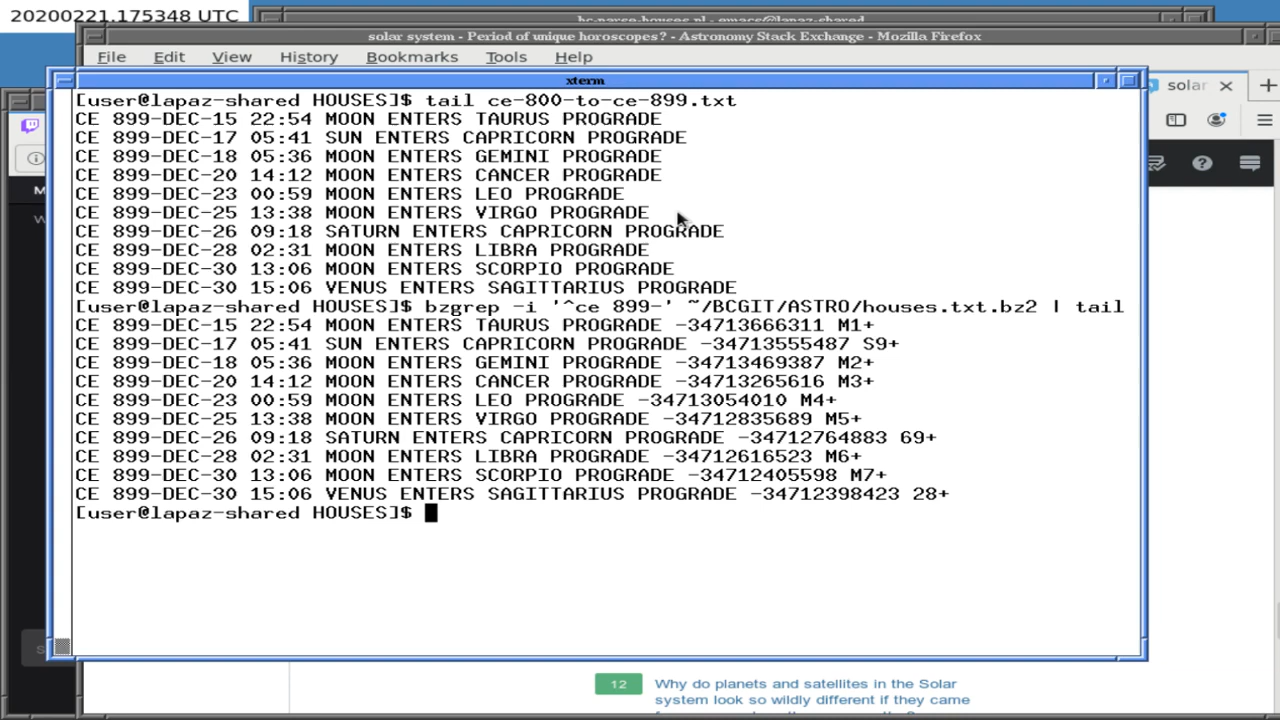 20200221.175348 UTC
bc-parse-houses.pl - emacs@lapaz-shared
solar system - Period of unique horoscopes? - Astronomy Stack Exchange - Mozilla Firefox
File Edit View History Bookmarks Tools Help
xterm
solar
[user@lapaz-shared HOUSES]$ tail ce-800-to-ce-899.txt
CE 899-DEC-15 22:54 MOON ENTERS TAURUS PROGRADE
CE 899-DEC-17 05:41 SUN ENTERS CAPRICORN PROGRADE
CE 899-DEC-18 05:36 MOON ENTERS GEMINI PROGRADE
CE 899-DEC-20 14:12 MOON ENTERS CANCER PROGRADE
CE 899-DEC-23 00:59 MOON ENTERS LEO PROGRADE
CE 899-DEC-25 13:38 MOON ENTERS VIRGO PROGRADE
CE 899-DEC-26 09:18 SATURN ENTERS CAPRICORN PROGRADE
CE 899-DEC-28 02:31 MOON ENTERS LIBRA PROGRADE
CE 899-DEC-30 13:06 MOON ENTERS SCORPIO PROGRADE
CE 899-DEC-30 15:06 VENUS ENTERS SAGITTARIUS PROGRADE
[user@lapaz-shared HOUSES]$ bzgrep -i '^ce 899-' ~/BCGIT/ASTRO/houses.txt.bz2 | tail
CE 899-DEC-15 22:54 MOON ENTERS TAURUS PROGRADE -34713666311 M1+
CE 899-DEC-17 05:41 SUN ENTERS CAPRICORN PROGRADE -34713555487 S9+
CE 899-DEC-18 05:36 MOON ENTERS GEMINI PROGRADE -34713469387 M2+
CE 899-DEC-20 14:12 MOON ENTERS CANCER PROGRADE -34713265616 M3+
CE 899-DEC-23 00:59 MOON ENTERS LEO PROGRADE -34713054010 M4+
CE 899-DEC-25 13:38 MOON ENTERS VIRGO PROGRADE -34712835689 M5+
CE 899-DEC-26 09:18 SATURN ENTERS CAPRICORN PROGRADE -34712764883 69+
CE 899-DEC-28 02:31 MOON ENTERS LIBRA PROGRADE -34712616523 M6+
CE 899-DEC-30 13:06 MOON ENTERS SCORPIO PROGRADE -34712405598 M7+
CE 899-DEC-30 15:06 VENUS ENTERS SAGITTARIUS PROGRADE -34712398423 28+
[user@lapaz-shared HOUSES]$
12 Why do planets and satellites in the Solar
system look so wildly different if they came